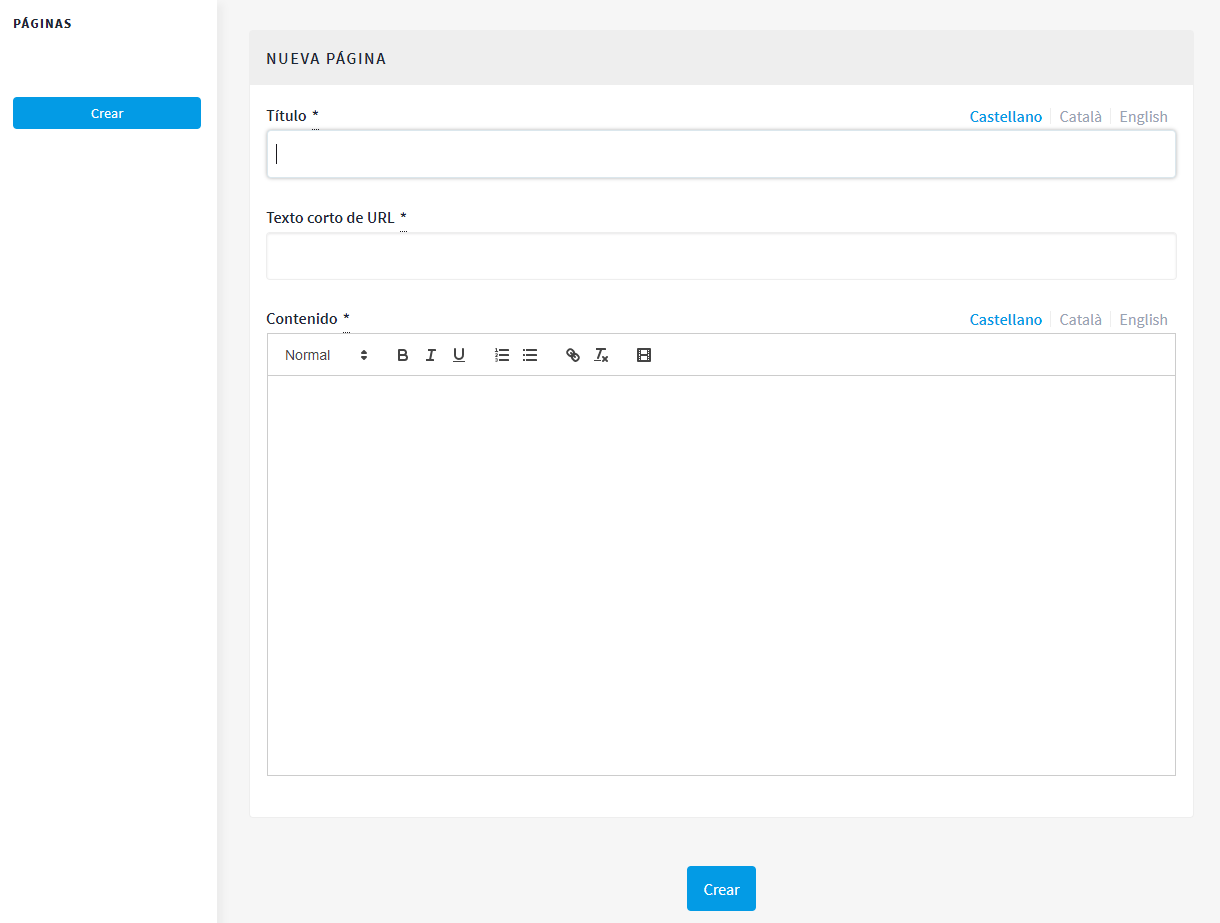 PÁGINAS
Crear
NUEVA PÁGINA
Título *
Castellano Català English
Texto corto de URL *
Contenido *
Castellano Català English
Normal B I U
Crear